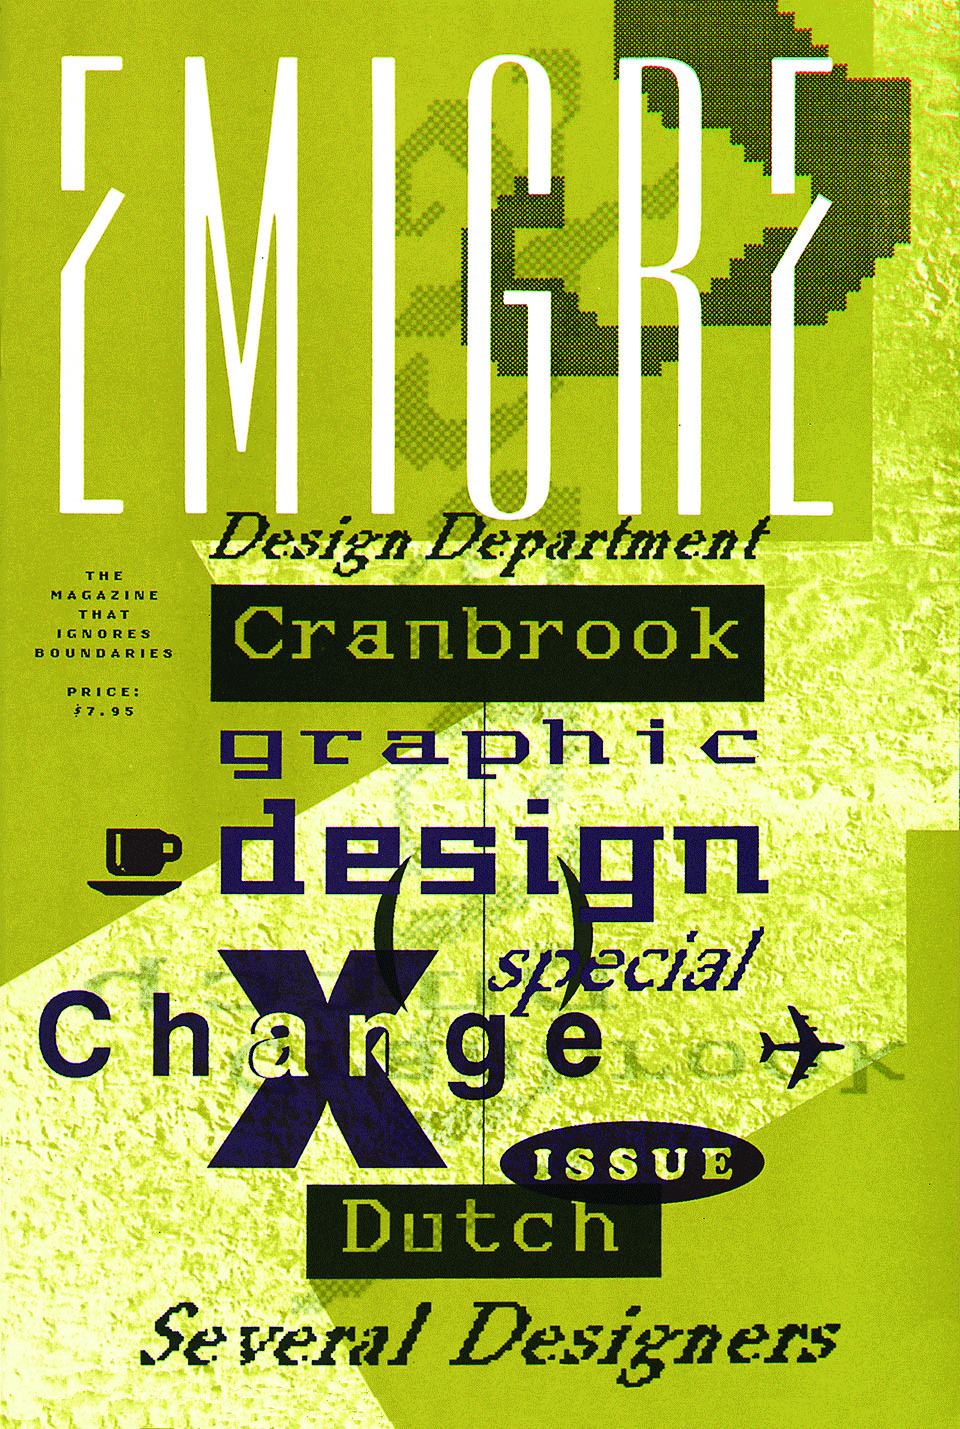 EMIGRE
Design Department
THE
MAGAZINE
THAT
IGNORES
BOUNDARIES
PRICE:
$7.95
Cranbrook
graphic
design
special
X
Change
ISSUE
Dutch
Several Designers